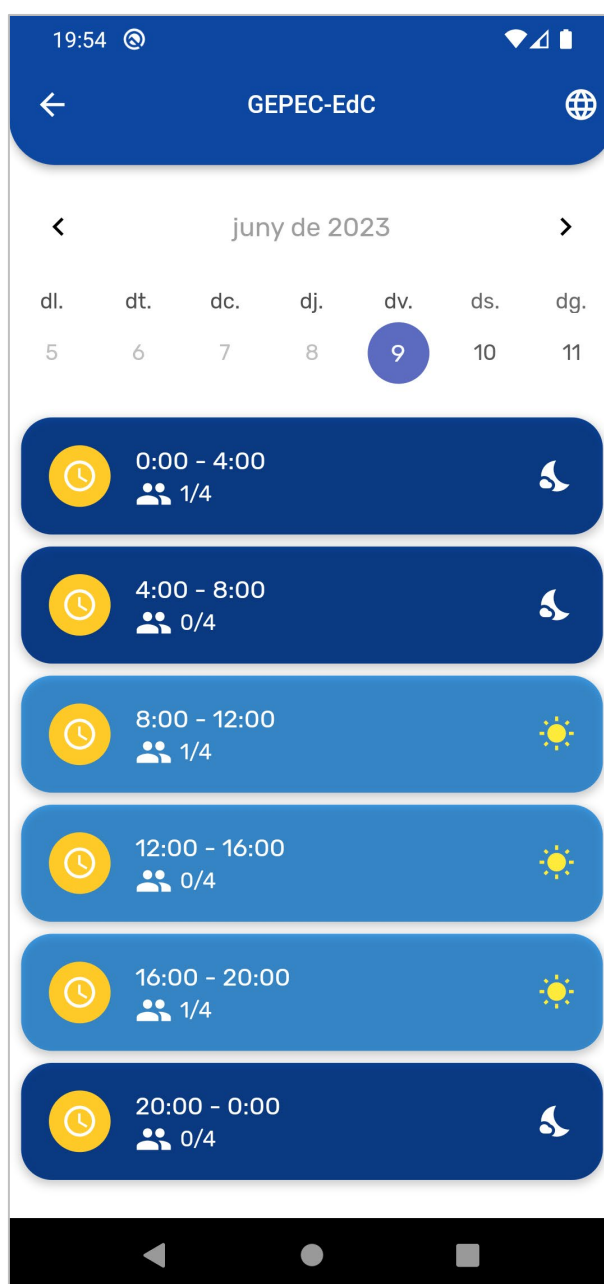 19:54
GEPEC-EdC
juny de 2023
dl. dt. dc. dj. dv. ds. dg.
5 6 7 8 9 10 11
0:00 - 4:00
1/4
4:00 - 8:00
0/4
8:00 - 12:00
1/4
12:00 - 16:00
0/4
16:00 - 20:00
1/4
20:00 - 0:00
0/4